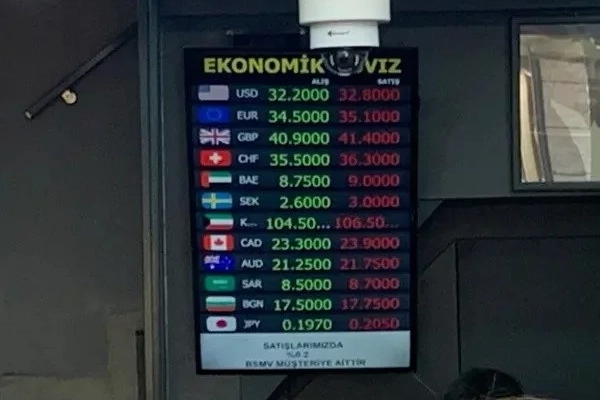 EKONOMİK VIZ
ALIŞ SATIŞ
USD 32.2000 32.8000
EUR 34.5000 35.1000
GBP 40.9000 41.4000
CHF 35.5000 36.3000
BAE 8.7500 9.0000
SEK 2.6000 3.0000
K... 104.50... 106.50...
CAD 23.3000 23.9000
AUD 21.2500 21.7500
SAR 8.5000 8.7000
BGN 17.5000 17.7500
JPY 0.1970 0.2050
SATIŞLARIMIZDA
%0.2
BSMV MÜŞTERİYE AİTTİR